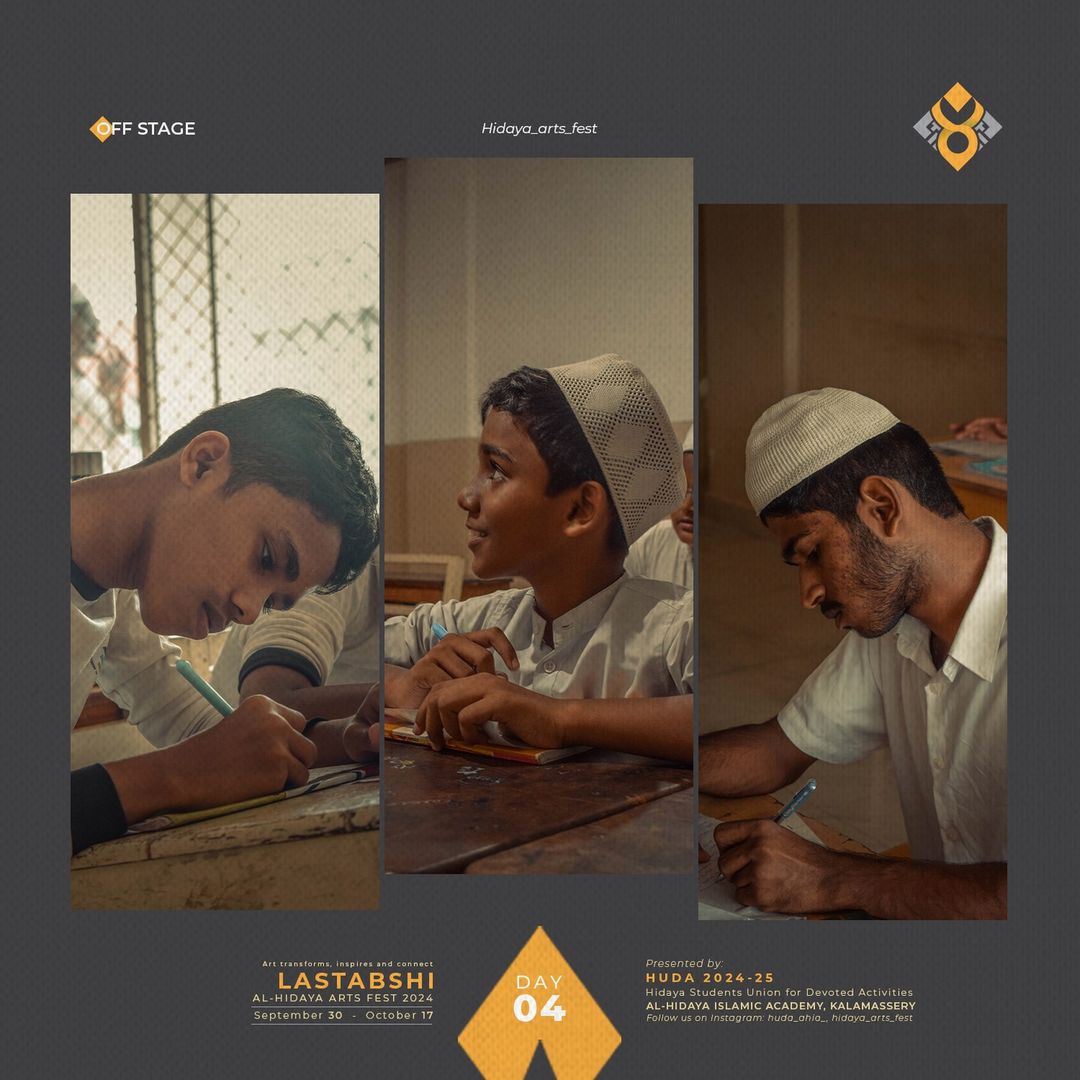 OFF STAGE
Hidaya_arts_fest
Art transforms, inspires and connect
LASTABSHI
AL-HIDAYA ARTS FEST 2024
September 30 - October 17
DAY
04
Presented by:
HUDA 2024-25
Hidaya Students Union for Devoted Activities
AL-HIDAYA ISLAMIC ACADEMY, KALAMASSERY
Follow us on Instagram: huda_ahia_, hidaya_arts_fest